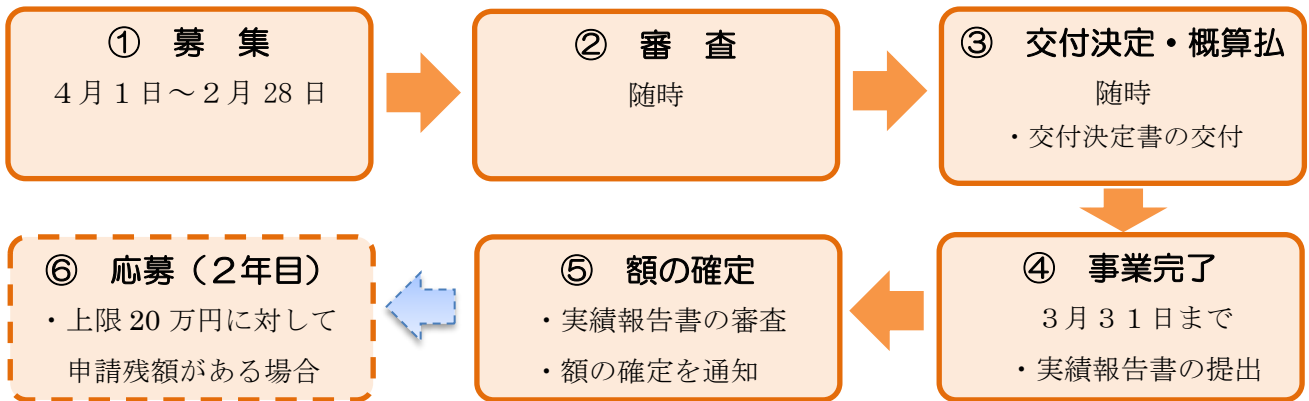 ① 募 集
４月１日～２月 28 日
② 審 査
随時
③ 交付決定・概算払
随時
・交付決定書の交付
④ 事業完了
３月３１日まで
・実績報告書の提出
⑤ 額の確定
・実績報告書の審査
・額の確定を通知
⑥ 応募（２年目）
・上限 20 万円に対して
申請残額がある場合